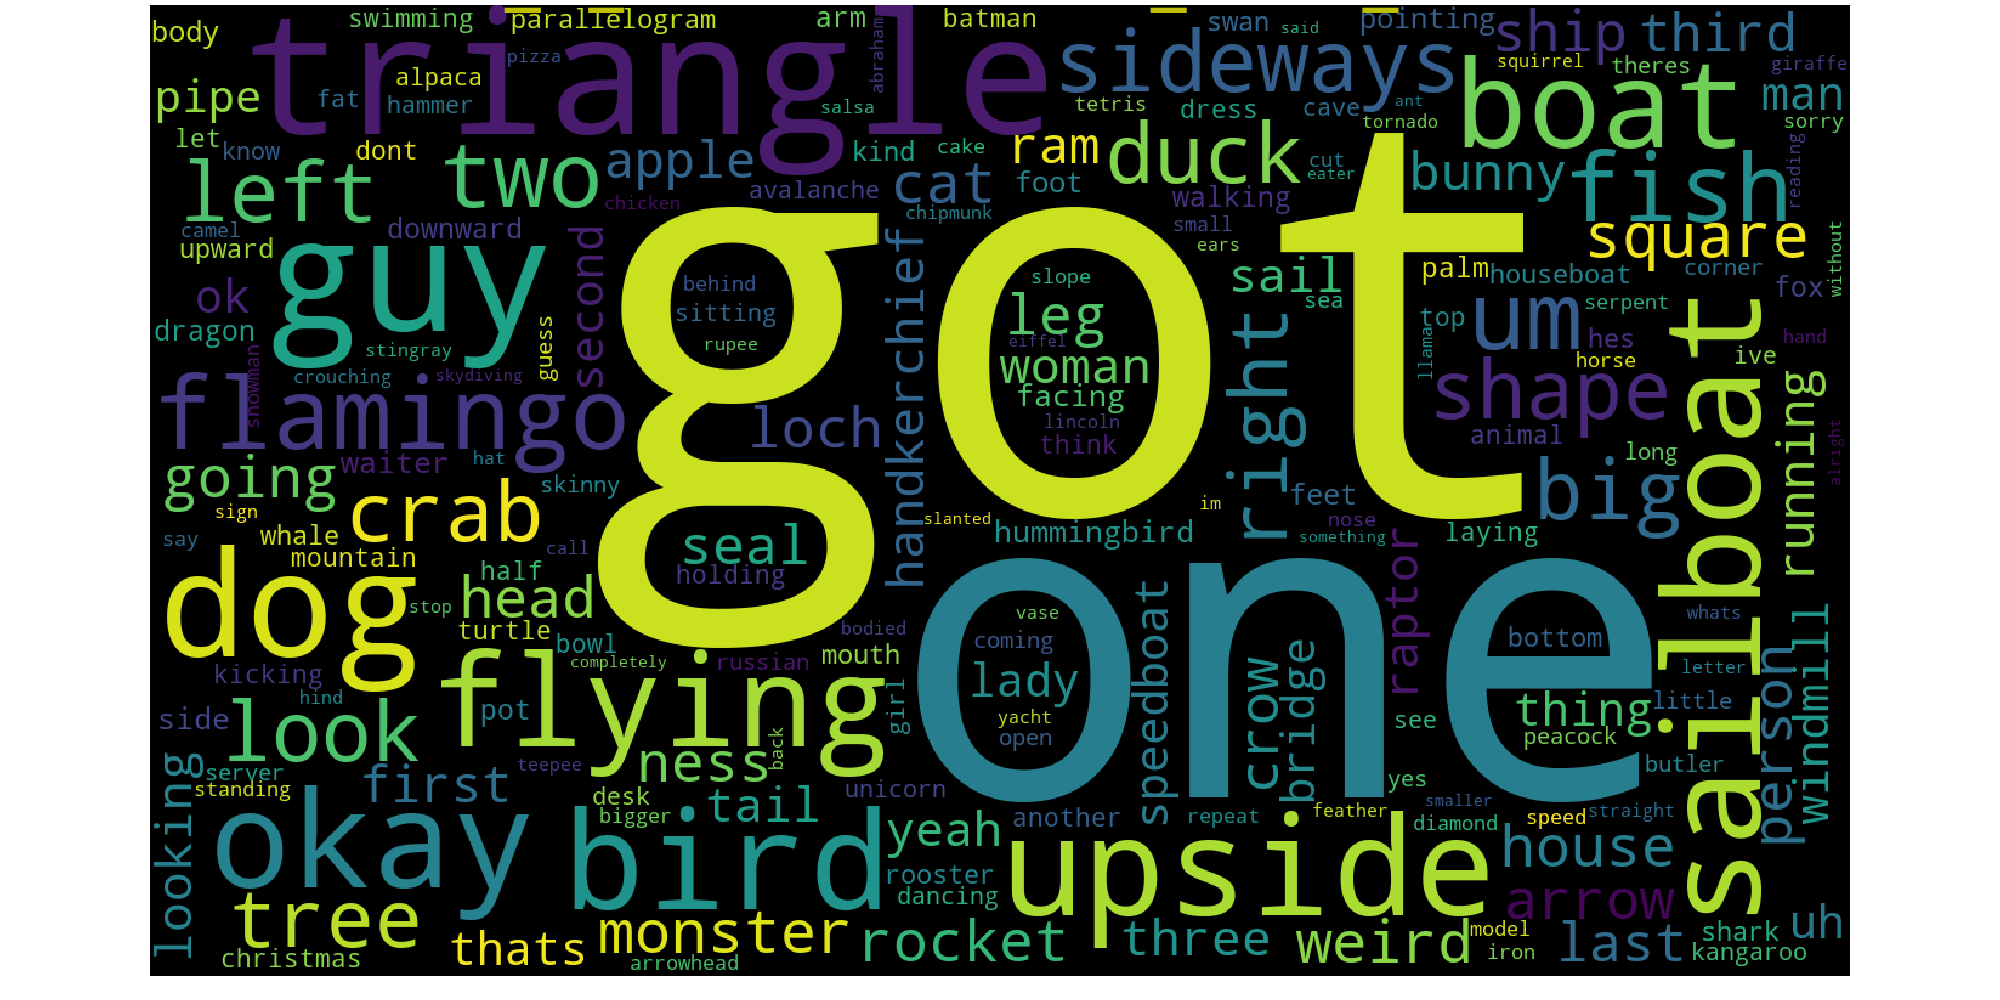 body swimming parallelogram arm batman swan said pointing ship third
triangle pizza abraham sideways squirrel theres giraffe
pipe fat alpaca hammer salsa tetris dress cave ant boat man
let know dont two apple kind cake ram duck cut tornado sorry
left chicken avalanche cat foot chipmunk walking eater bunny fish reading
camel upward downward guy second handkerchief small ears square
got
ok behind sitting slope sail palm houseboat corner fox without
dragon stingray guess rupee leg eiffel sea llama top um serpent hes ive hand
flamingo snowman crouching skydiving woman facing right horse shape
loch lincoln think animal running sailboat alright
going waiter hat skinny feet big long
sign crab im slanted hummingbird nose something laying
say whale mountain call seal
dog half head holding raptor
stop turtle bowl bodied vase one speedboat bottom whats windmill
kicking hind flying completely russian mouth coming crow bridge letter person
side look pot girl lady yacht open see thing little peacock
looking server ness back
standing first teepee desk bigger tail unicorn yes butler
okay bird yeah another upside repeat feather smaller diamond speed straight house
rooster dancing arrow
tree thats monster rocket three weird model last uh
christmas arrowhead iron shark kangaroo